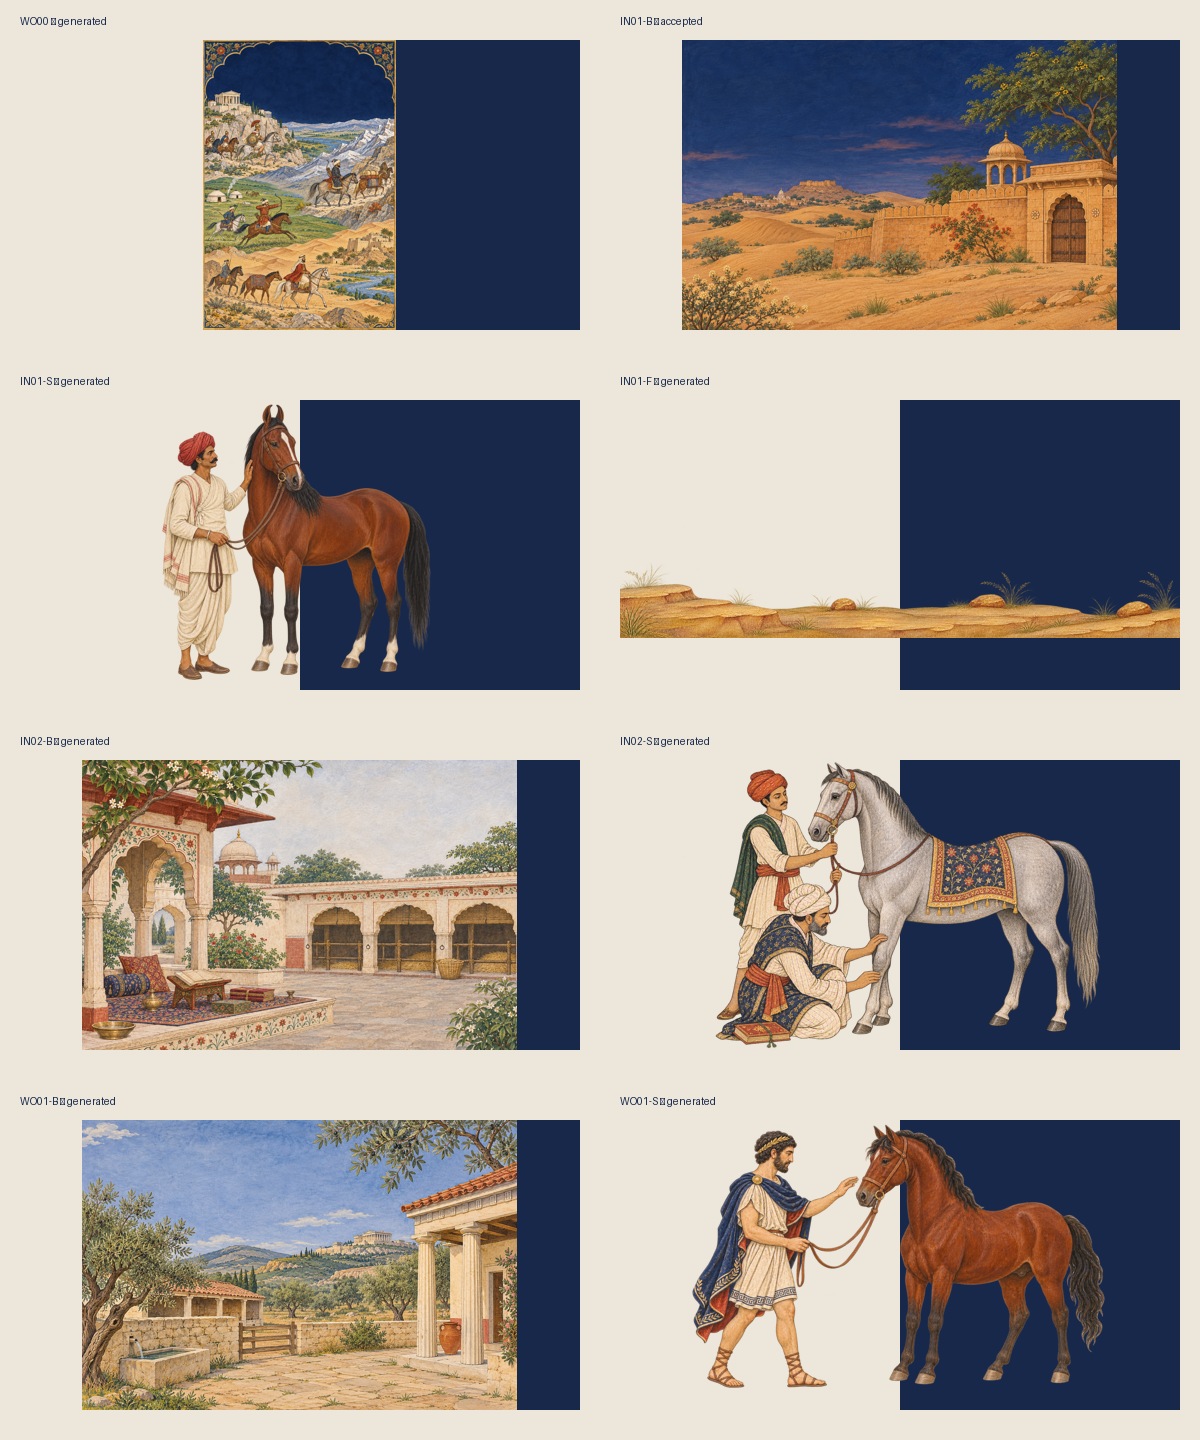 WO00 □ generated
IN01-B □ accepted
IN01-S □ generated
IN01-F □ generated
IN02-B □ generated
IN02-S □ generated
WO01-B □ generated
WO01-S □ generated